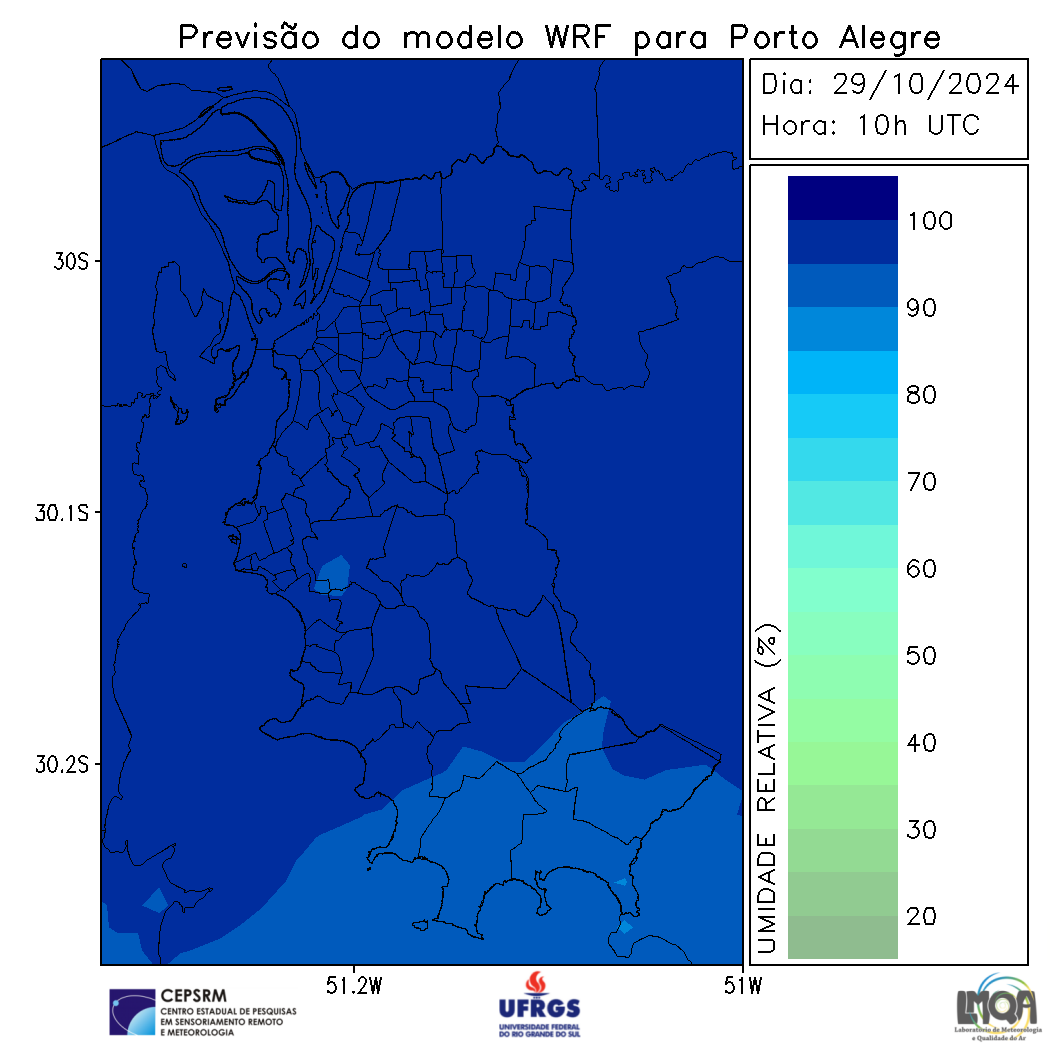 Previsão do modelo WRF para Porto Alegre
Dia: 29/10/2024
Hora: 10h UTC
100
90
80
70
60
50
40
30
20
UMIDADE RELATIVA (%)
30S
30.1S
30.2S
51.2W
51W
CEPSRM
CENTRO ESTADUAL DE PESQUISAS
EM SENSORIAMENTO REMOTO
E METEOROLOGIA
UFRGS
UNIVERSIDADE FEDERAL
DO RIO GRANDE DO SUL
LMQA
Laboratório de Meteorologia
e Qualidade do Ar